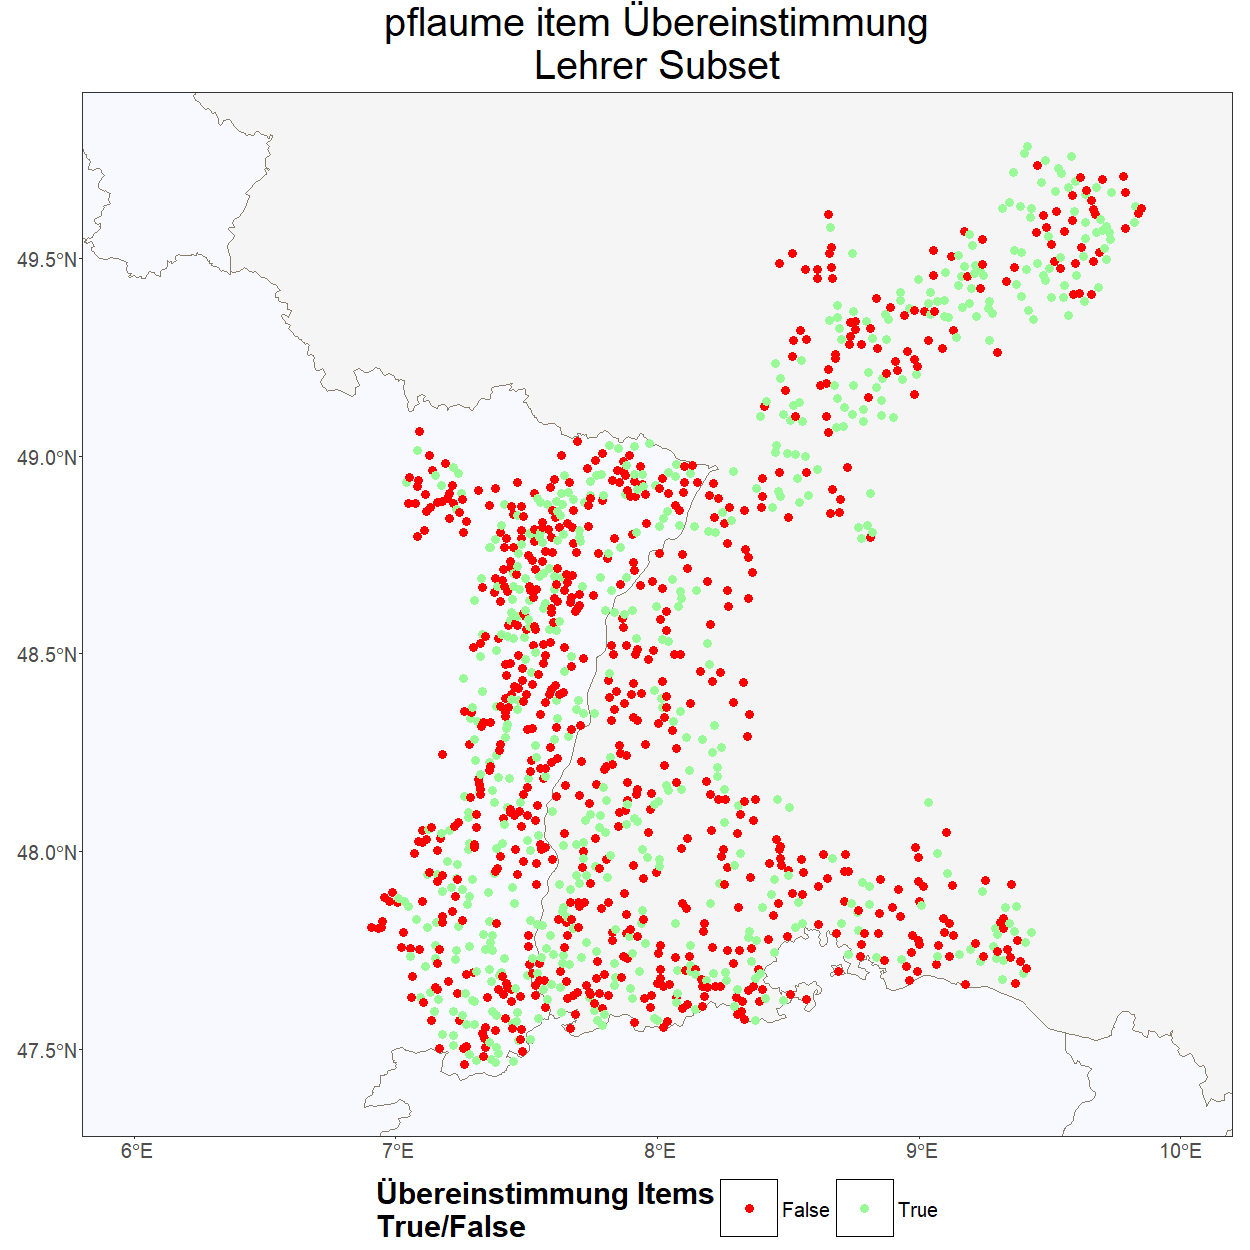 pflaume item Übereinstimmung
Lehrer Subset
49.5°N
49.0°N
48.5°N
48.0°N
47.5°N
6°E
7°E
8°E
9°E
10°E
Übereinstimmung Items
True/False
False
True